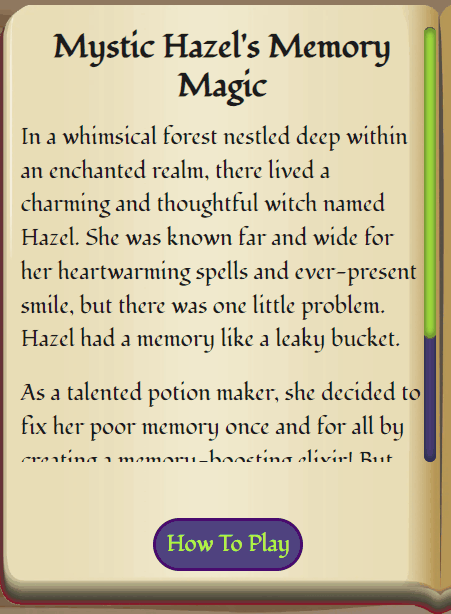 Mystic Hazel's Memory
Magic
In a whimsical forest nestled deep within
an enchanted realm, there lived a
charming and thoughtful witch named
Hazel. She was known far and wide for
her heartwarming spells and ever-present
smile, but there was one little problem.
Hazel had a memory like a leaky bucket.
As a talented potion maker, she decided to
fix her poor memory once and for all by
creating a memory-boosting elixir! But
How To Play